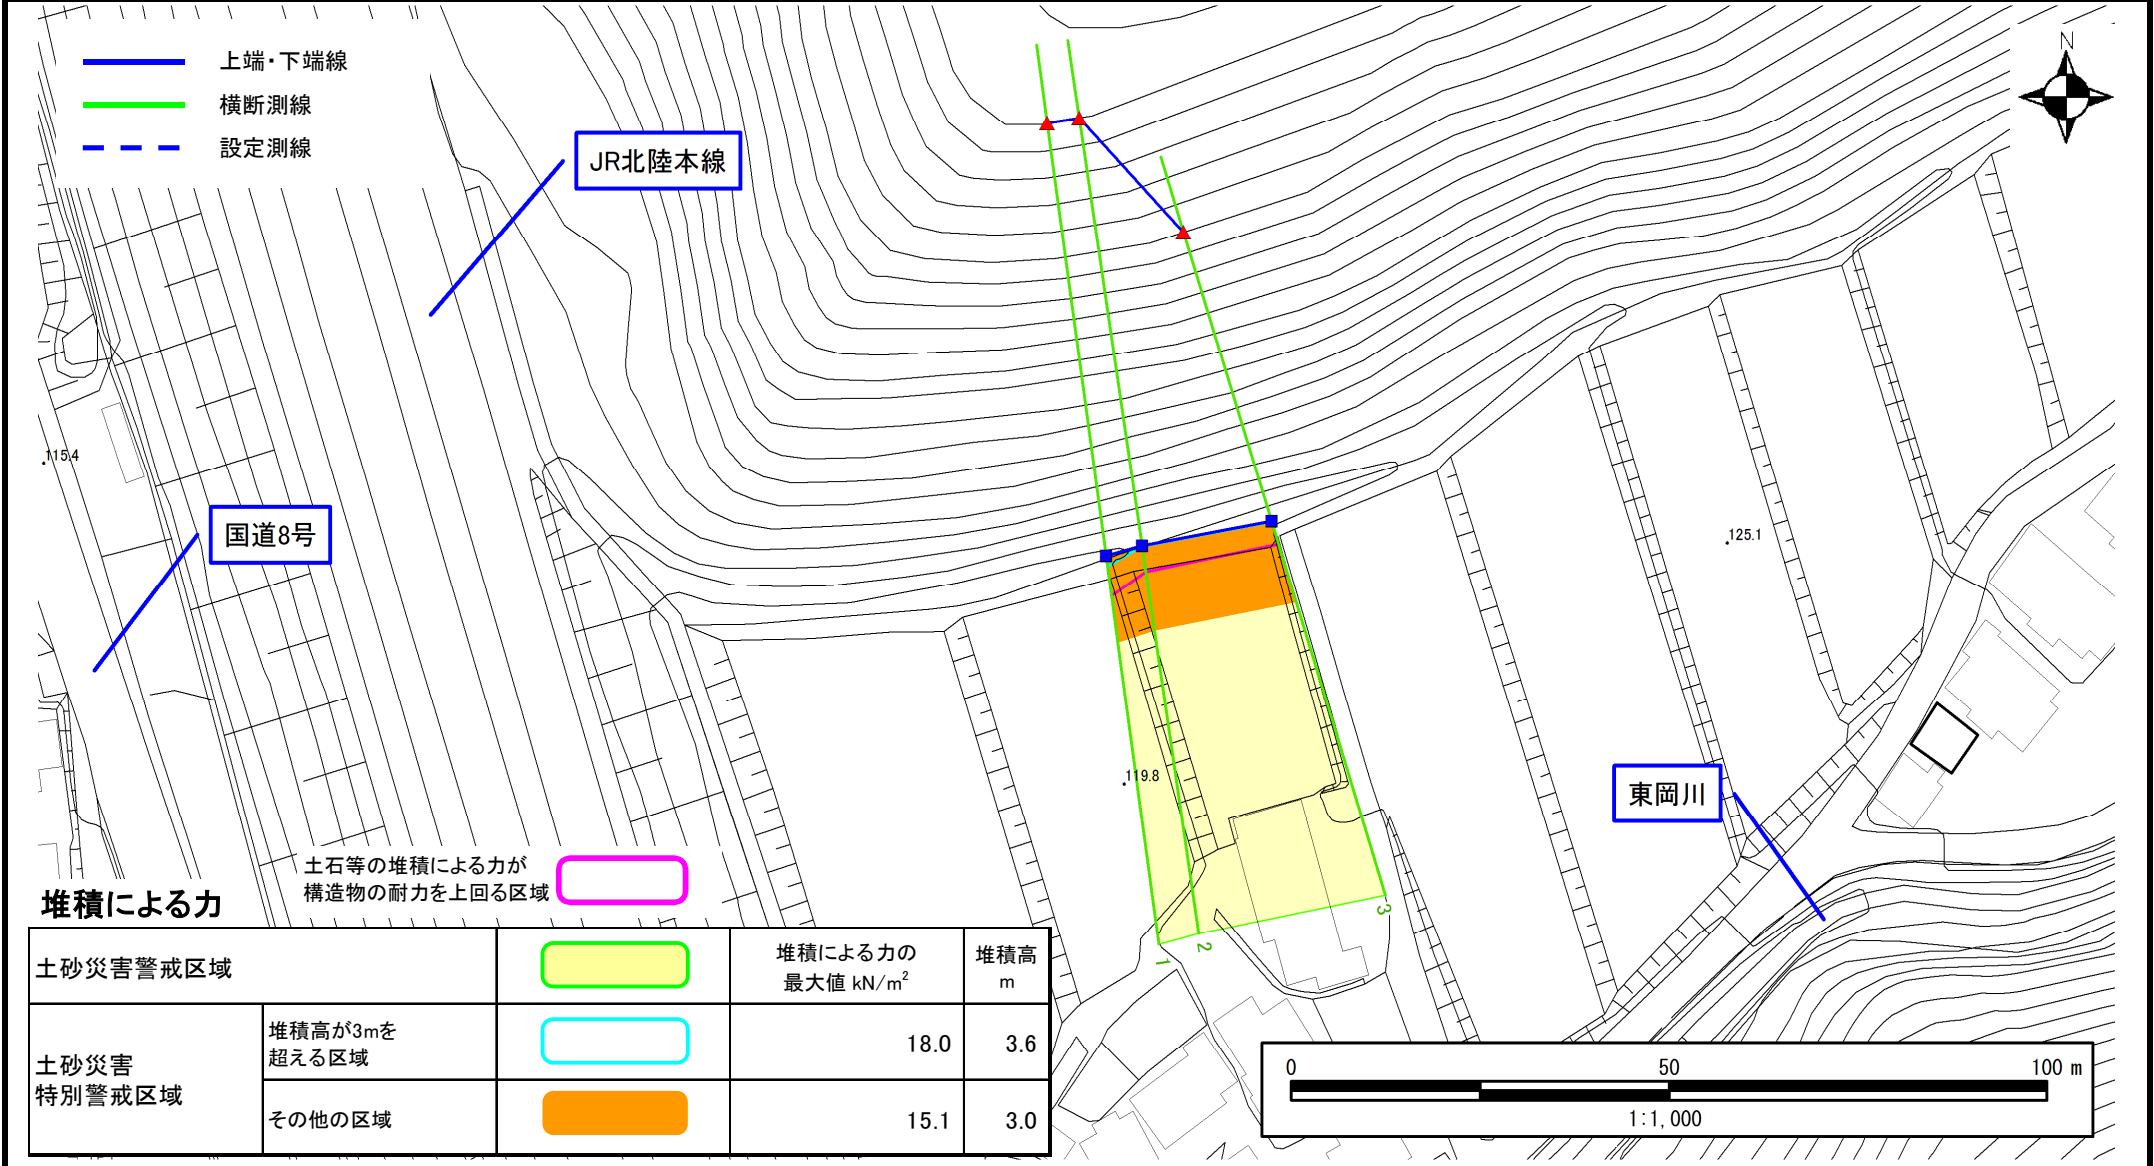 上端・下端線
横断測線
設定測線
N
JR北陸本線
国道8号
東岡川
115.4
125.1
119.8
1
2
3
土石等の堆積による力が
構造物の耐力を上回る区域
堆積による力
土砂災害警戒区域
堆積による力の
最大値 kN/m²
堆積高
m
土砂災害
特別警戒区域
堆積高が3mを
超える区域
18.0
3.6
その他の区域
15.1
3.0
0
50
100 m
1:1,000